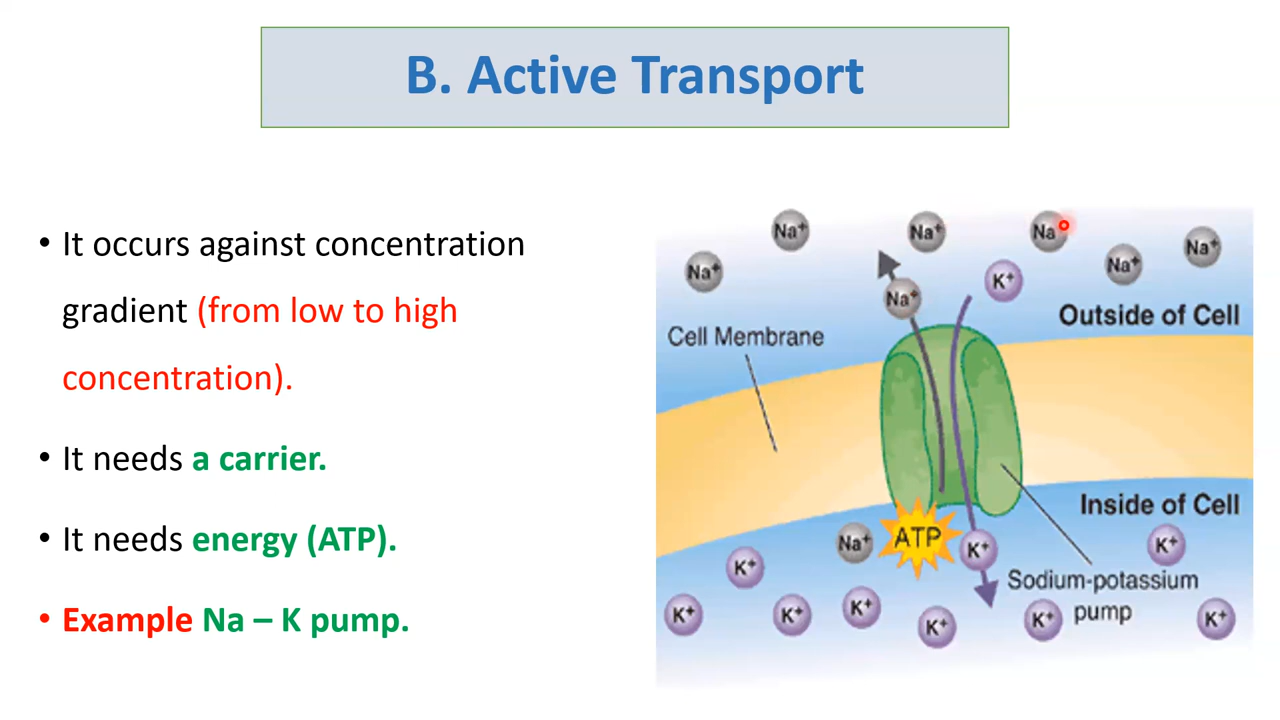 B. Active Transport
• It occurs against concentration
gradient (from low to high
concentration).
• It needs a carrier.
• It needs energy (ATP).
• Example Na – K pump.
Na⁺
Na⁺
Na
Na⁺
Na⁺
Na⁺
K⁺
Na⁺
Outside of Cell
Cell Membrane
Inside of Cell
Na⁺
ATP
K⁺
K⁺
K⁺
Sodium-potassium
pump
K⁺
K⁺
K⁺
K⁺
K⁺
K⁺